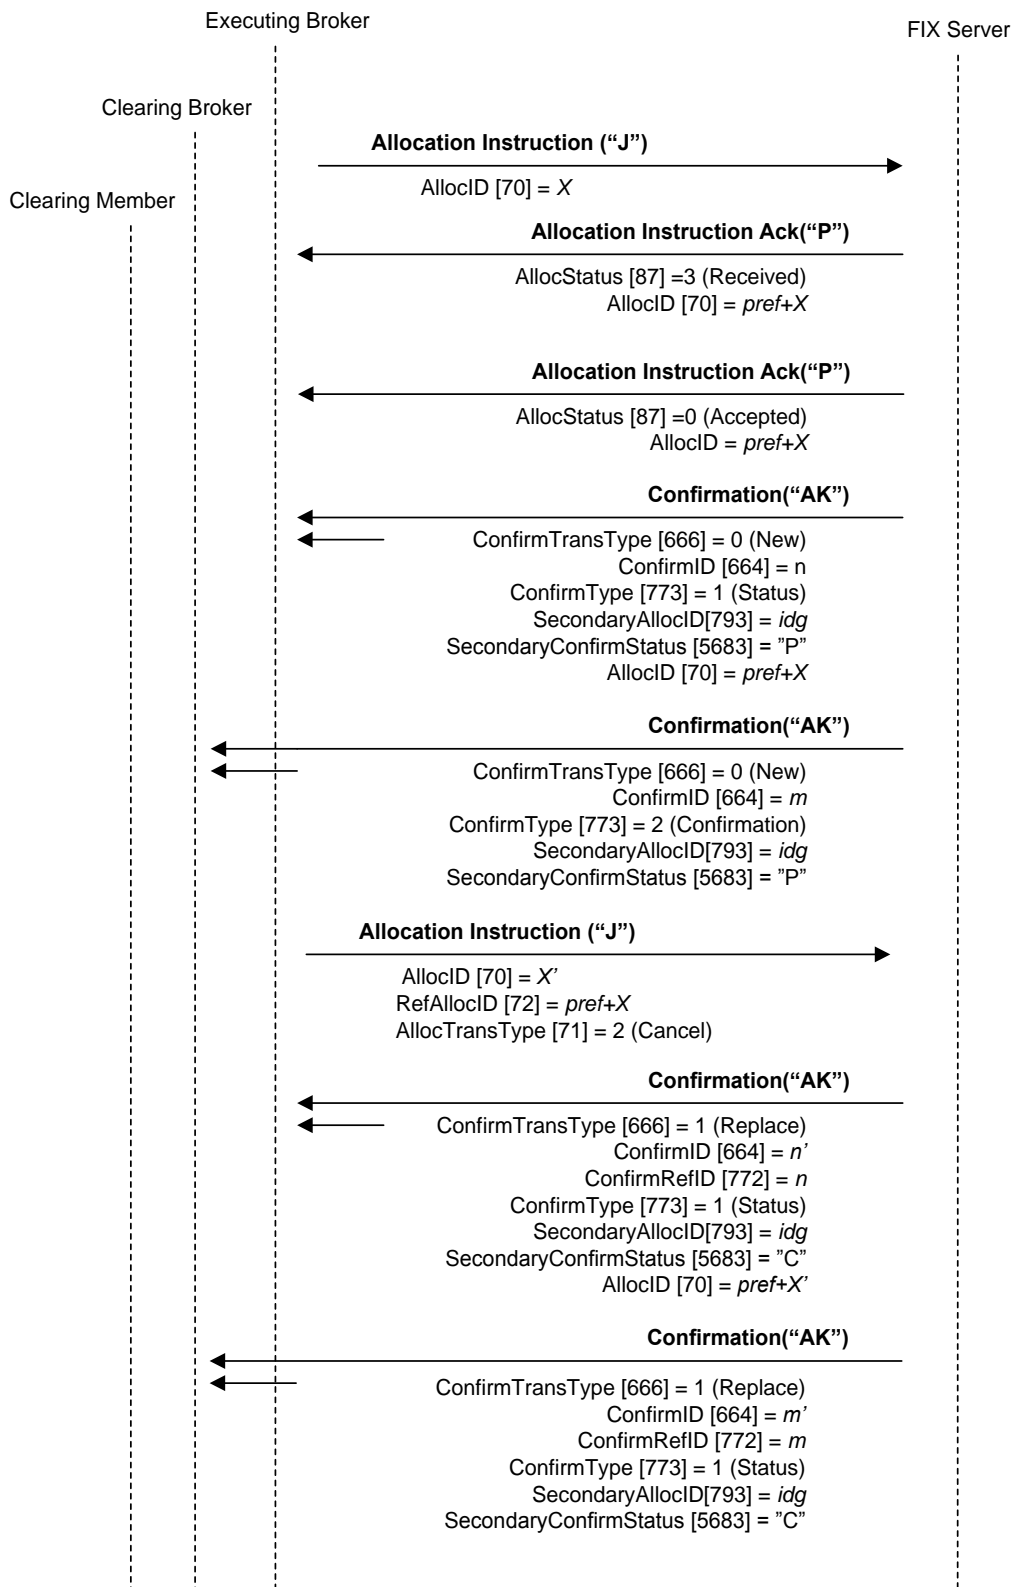 Executing Broker
FIX Server
Clearing Broker
Allocation Instruction (“J”)
AllocID [70] = X
Clearing Member
Allocation Instruction Ack(“P”)
AllocStatus [87] =3 (Received)
AllocID [70] = pref+X
Allocation Instruction Ack(“P”)
AllocStatus [87] =0 (Accepted)
AllocID = pref+X
Confirmation(“AK”)
ConfirmTransType [666] = 0 (New)
ConfirmID [664] = n
ConfirmType [773] = 1 (Status)
SecondaryAllocID[793] = idg
SecondaryConfirmStatus [5683] = ”P”
AllocID [70] = pref+X
Confirmation(“AK”)
ConfirmTransType [666] = 0 (New)
ConfirmID [664] = m
ConfirmType [773] = 2 (Confirmation)
SecondaryAllocID[793] = idg
SecondaryConfirmStatus [5683] = ”P”
Allocation Instruction (“J”)
AllocID [70] = X’
RefAllocID [72] = pref+X
AllocTransType [71] = 2 (Cancel)
Confirmation(“AK”)
ConfirmTransType [666] = 1 (Replace)
ConfirmID [664] = n’
ConfirmRefID [772] = n
ConfirmType [773] = 1 (Status)
SecondaryAllocID[793] = idg
SecondaryConfirmStatus [5683] = ”C”
AllocID [70] = pref+X’
Confirmation(“AK”)
ConfirmTransType [666] = 1 (Replace)
ConfirmID [664] = m’
ConfirmRefID [772] = m
ConfirmType [773] = 1 (Status)
SecondaryAllocID[793] = idg
SecondaryConfirmStatus [5683] = ”C”